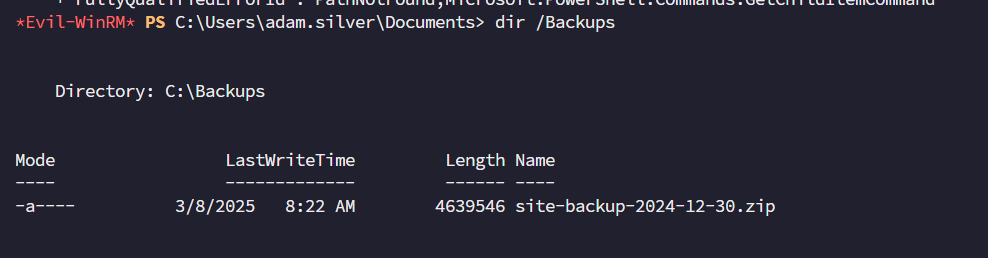 + FullyQualifiedErrorId : PathNotFound,Microsoft.PowerShell.Commands.GetChildItemCommand
*Evil-WinRM* PS C:\Users\adam.silver\Documents> dir /Backups
Directory: C:\Backups
Mode LastWriteTime Length Name
---- ------------- ------ ----
-a---- 3/8/2025 8:22 AM 4639546 site-backup-2024-12-30.zip